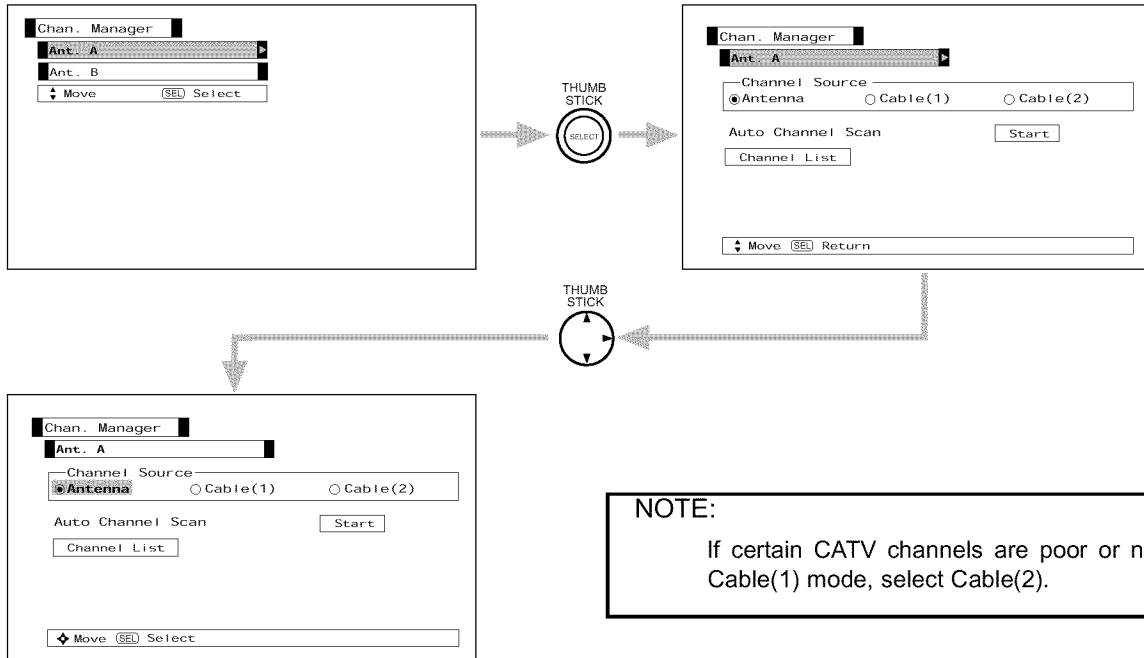 Chan. Manager
Ant. A
Ant. B
Move SEL Select
THUMB
STICK
SELECT
Chan. Manager
Ant. A
Channel Source
Antenna Cable(1) Cable(2)
Auto Channel Scan Start
Channel List
Move SEL Return
THUMB
STICK
Chan. Manager
Ant. A
Channel Source
Antenna Cable(1) Cable(2)
Auto Channel Scan Start
Channel List
Move SEL Select
NOTE:
If certain CATV channels are poor or
Cable(1) mode, select Cable(2).